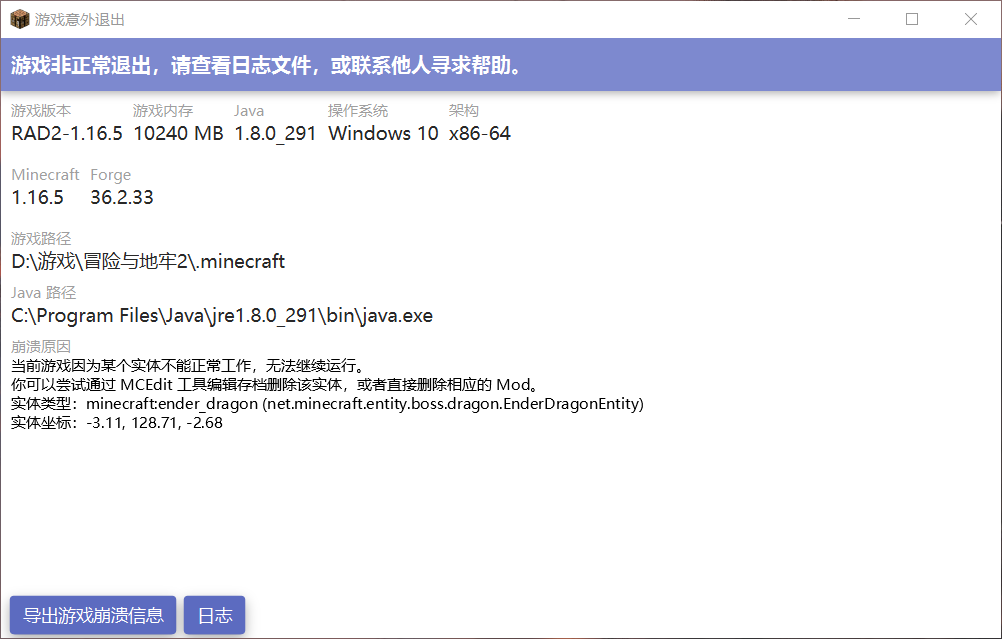 游戏意外退出
游戏非正常退出，请查看日志文件，或联系他人寻求帮助。
游戏版本 游戏内存 Java 操作系统 架构
RAD2-1.16.5 10240 MB 1.8.0_291 Windows 10 x86-64
Minecraft Forge
1.16.5 36.2.33
游戏路径
D:\游戏\冒险与地牢2\.minecraft
Java 路径
C:\Program Files\Java\jre1.8.0_291\bin\java.exe
崩溃原因
当前游戏因为某个实体不能正常工作，无法继续运行。
你可以尝试通过 MCEdit 工具编辑存档删除该实体，或者直接删除相应的 Mod。
实体类型：minecraft:ender_dragon (net.minecraft.entity.boss.dragon.EnderDragonEntity)
实体坐标：-3.11, 128.71, -2.68
导出游戏崩溃信息 日志